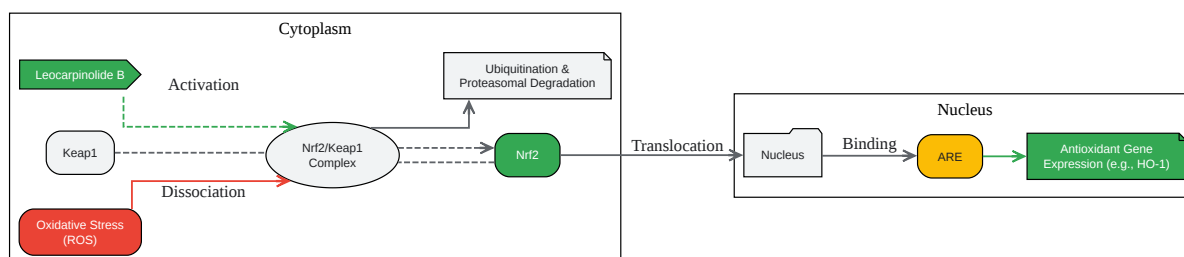 Cytoplasm
Leocarpinolide B
Activation
Ubiquitination &
Proteasomal Degradation
Keap1
Nrf2/Keap1
Complex
Nrf2
Dissociation
Oxidative Stress
(ROS)
Translocation
Nucleus
Nucleus
Binding
ARE
Antioxidant Gene
Expression (e.g., HO-1)